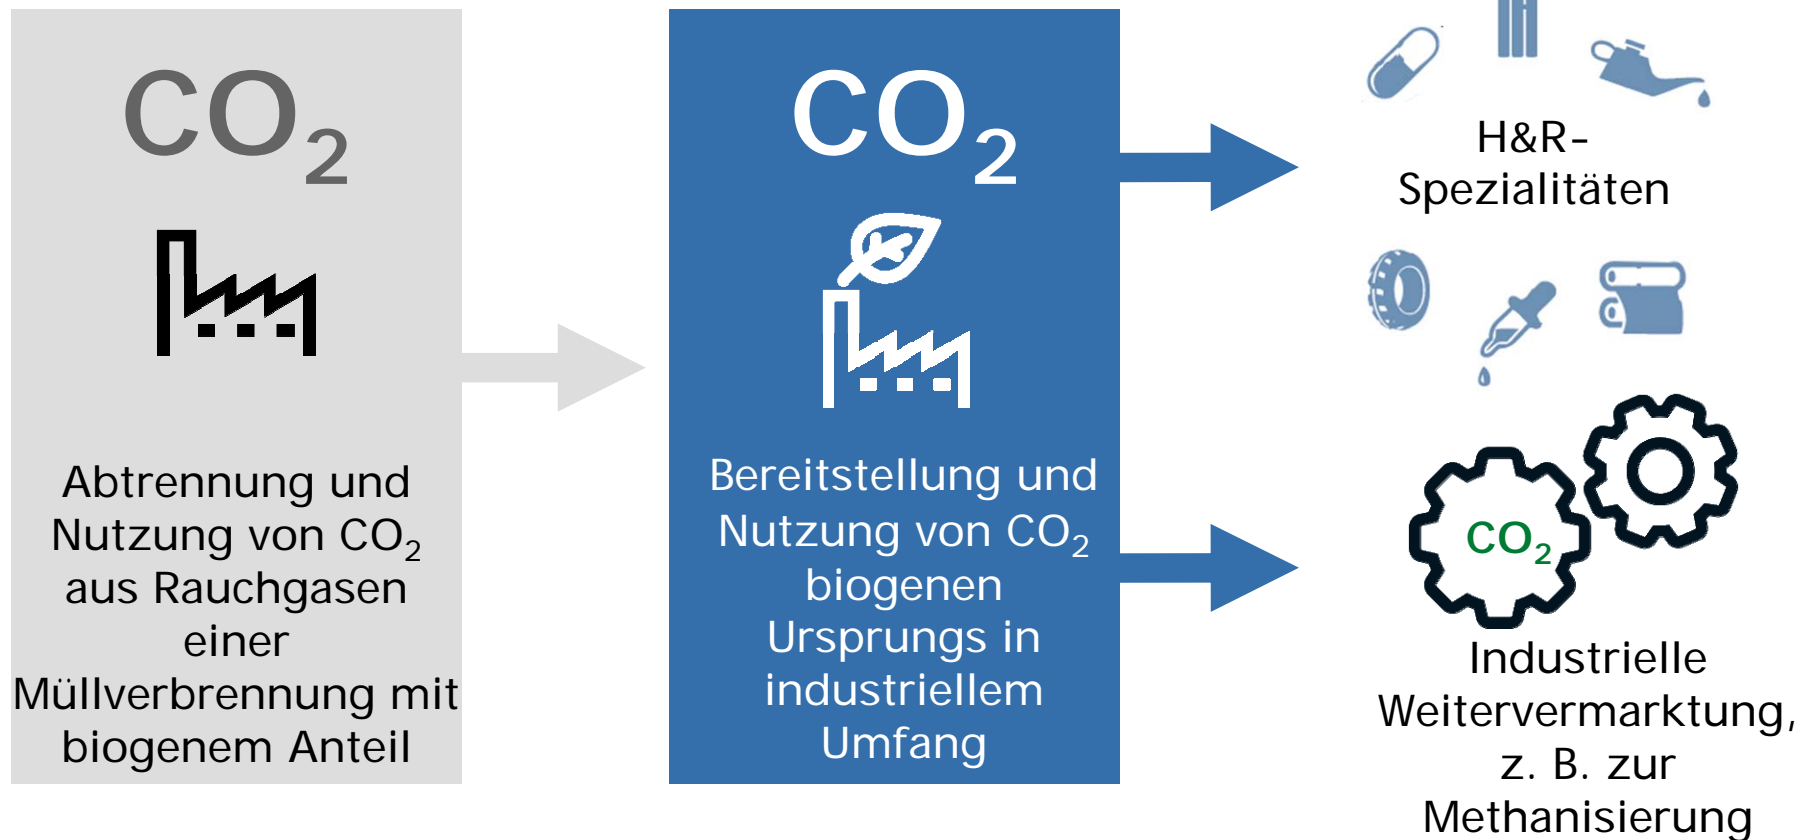 CO₂
Abtrennung und
Nutzung von CO₂
aus Rauchgasen
einer
Müllverbrennung mit
biogenem Anteil
CO₂
Bereitstellung und
Nutzung von CO₂
biogenen
Ursprungs in
industriellem
Umfang
H&R-
Spezialitäten
CO₂
Industrielle
Weitervermarktung,
z. B. zur
Methanisierung